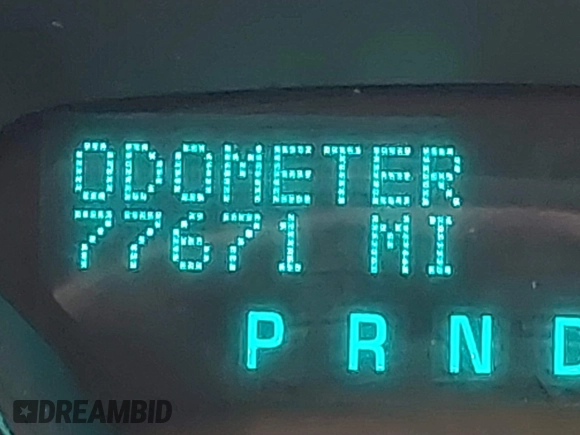 ODOMETER
77671 MI
P R N D
DREAMBID